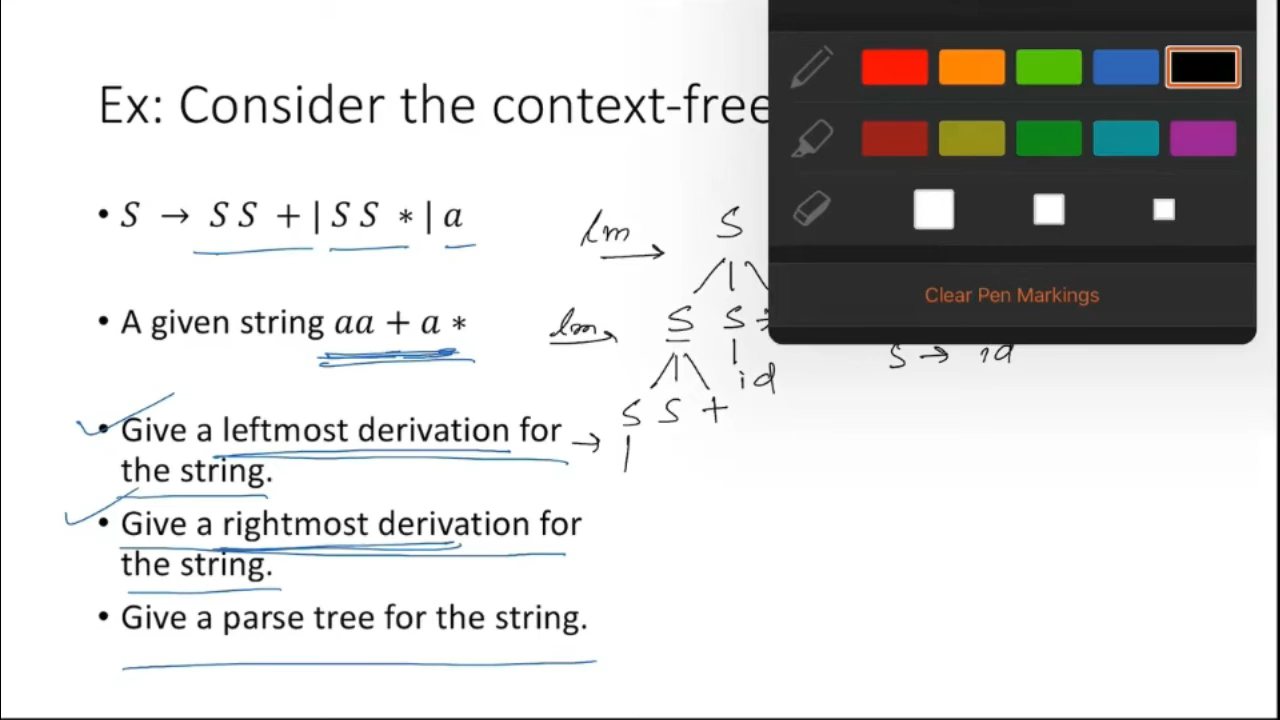 Ex: Consider the context-free
• S → S S + | S S * | a
• A given string aa + a *
• Give a leftmost derivation for
the string.
• Give a rightmost derivation for
the string.
• Give a parse tree for the string.
lm → S
lm → S S
id
→ S S +
S → id
Clear Pen Markings